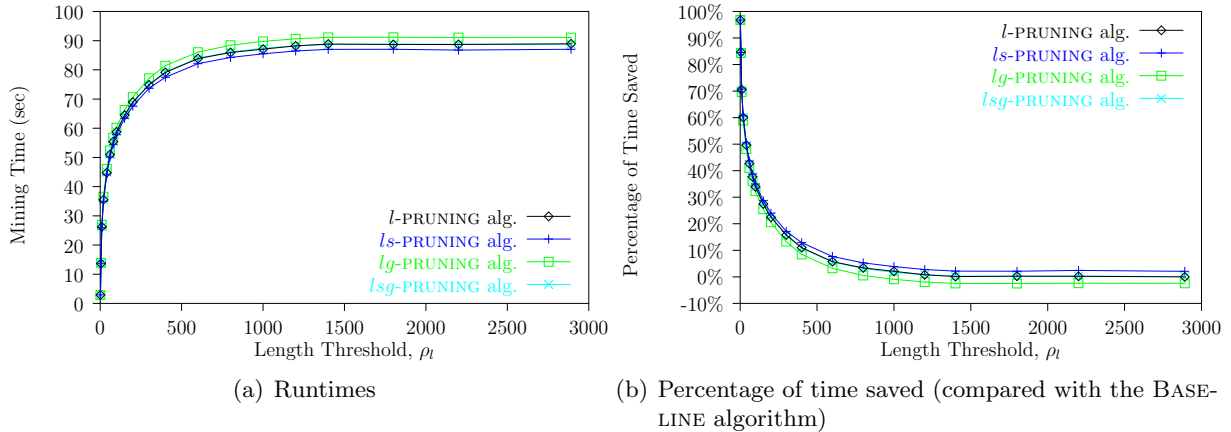 100
90
80
70
60
50
40
30
20
10
0
Mining Time (sec)
l-PRUNING alg.
ls-PRUNING alg.
lg-PRUNING alg.
lsg-PRUNING alg.
0 500 1000 1500 2000 2500 3000
Length Threshold, ρl
(a) Runtimes
100%
90%
80%
70%
60%
50%
40%
30%
20%
10%
0%
-10%
Percentage of Time Saved
l-PRUNING alg.
ls-PRUNING alg.
lg-PRUNING alg.
lsg-PRUNING alg.
0 500 1000 1500 2000 2500 3000
Length Threshold, ρl
(b) Percentage of time saved (compared with the BASE-
LINE algorithm)